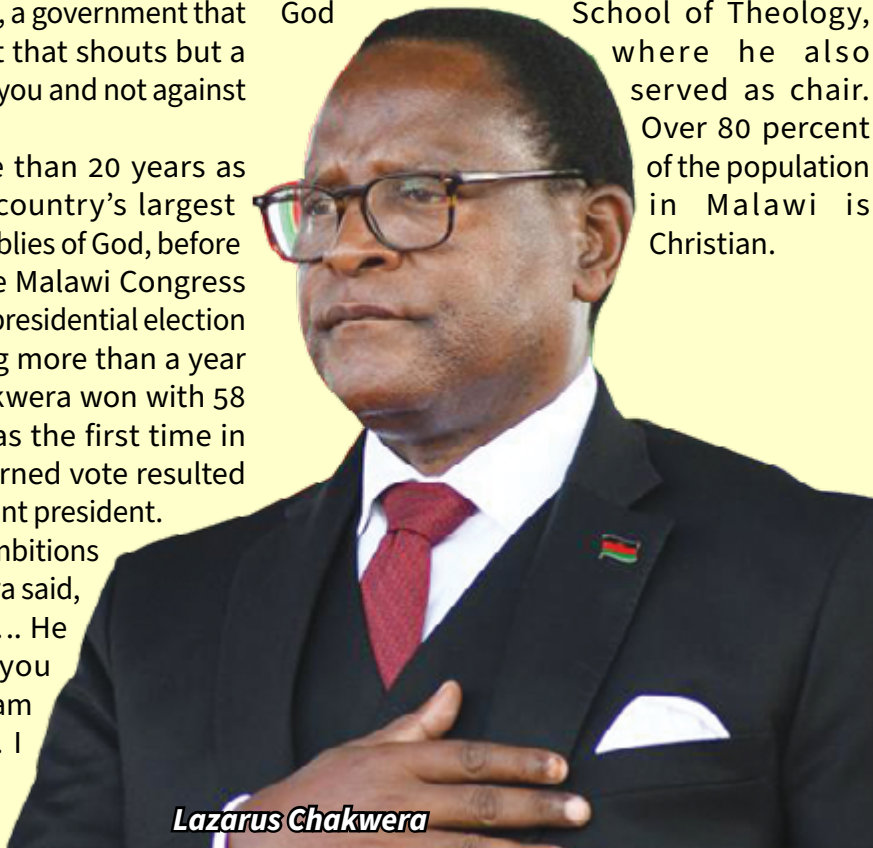 , a government that
t that shouts but a
you and not against
e than 20 years as
country’s largest
blies of God, before
e Malawi Congress
presidential election
g more than a year
kwera won with 58
as the first time in
rned vote resulted
nt president.
mbitions
a said,
... He
you
am
. I
God
School of Theology,
where he also
served as chair.
Over 80 percent
of the population
in Malawi is
Christian.
Lazarus Chakwera